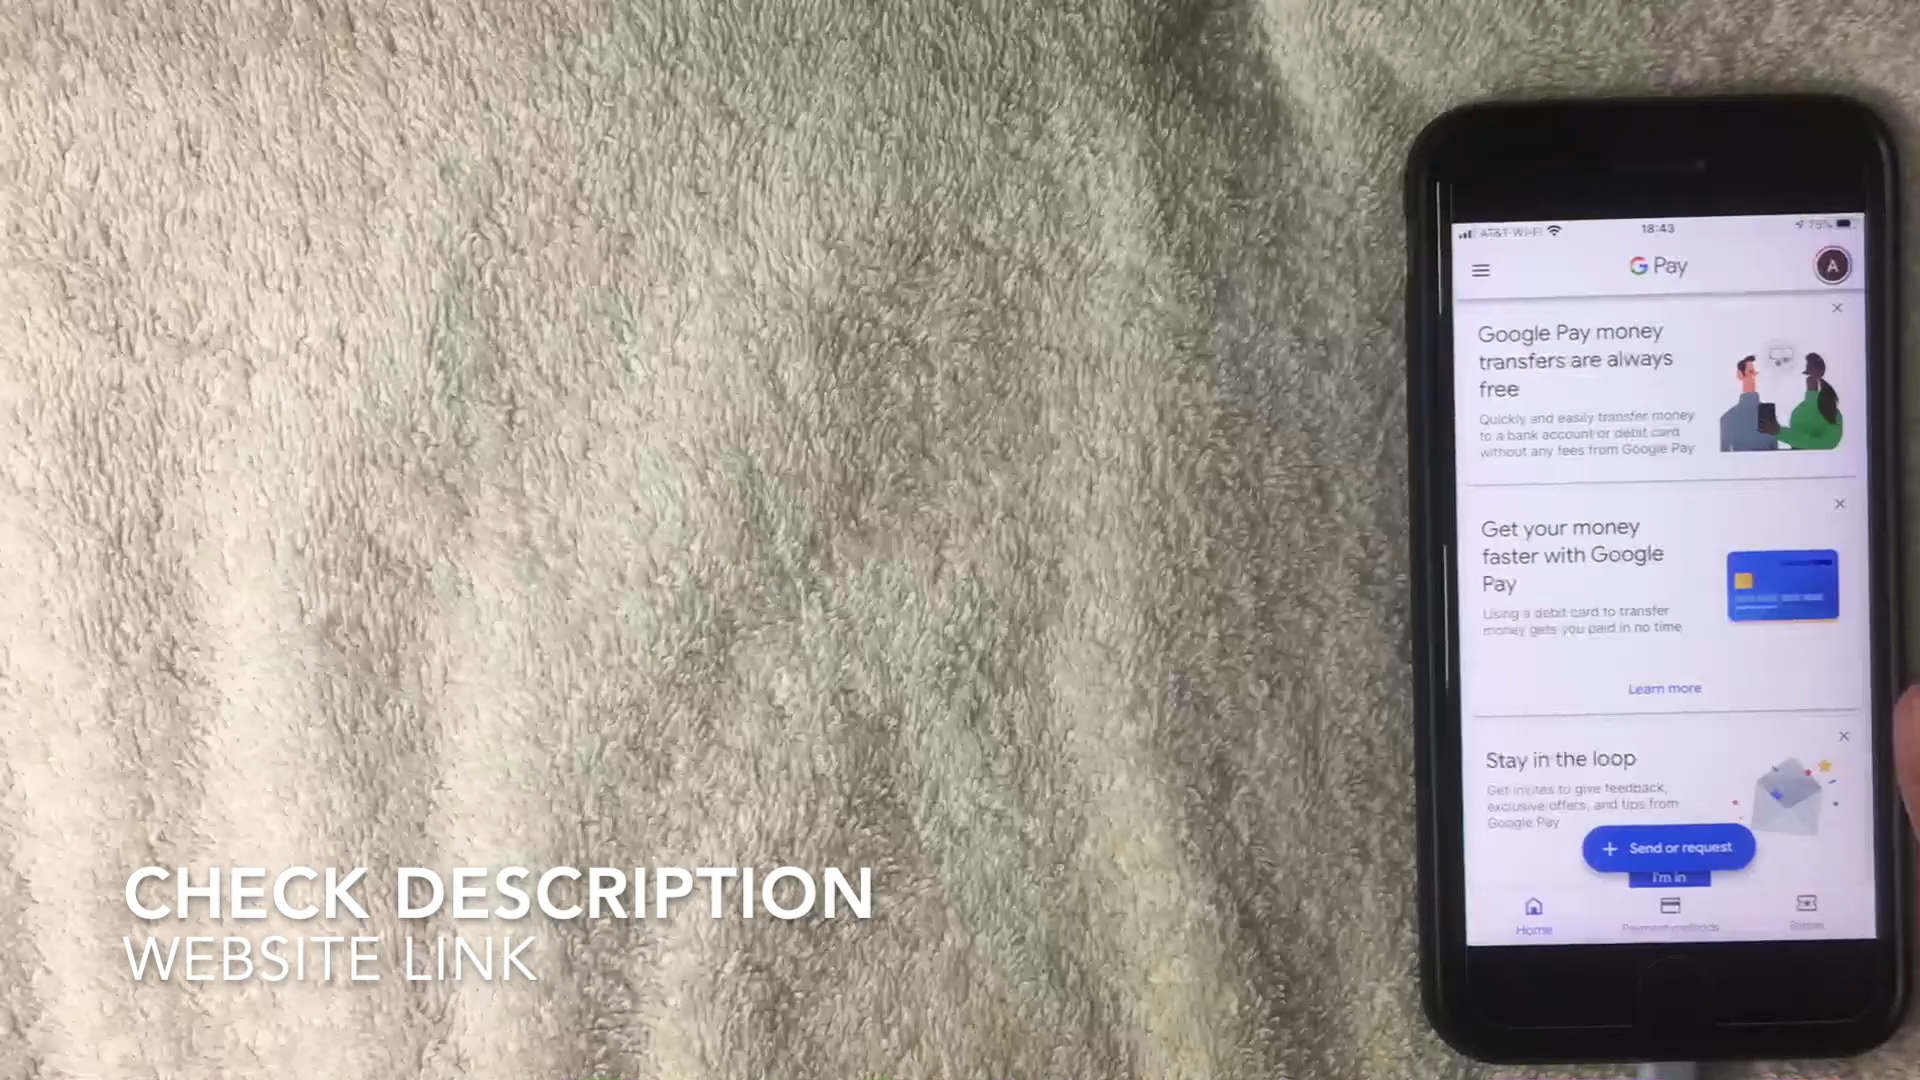 AT&T Wi-Fi 18:43 75%
G Pay
A
Google Pay money
transfers are always
free
Quickly and easily transfer money
to a bank account or debit card
without any fees from Google Pay
Get your money
faster with Google
Pay
Using a debit card to transfer
money gets you paid in no time
Learn more
Stay in the loop
Get invites to give feedback,
exclusive offers, and tips from
Google Pay
Send or request
I'm in
Home Payment methods Passes
CHECK DESCRIPTION
WEBSITE LINK